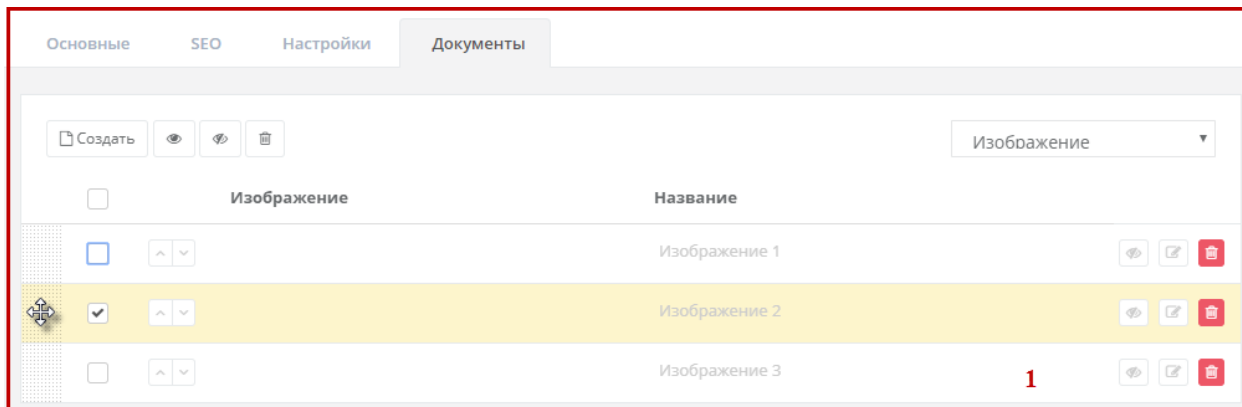 Основные SEO Настройки Документы
Создать Изображение
Изображение Название
Изображение 1
Изображение 2
Изображение 3
1